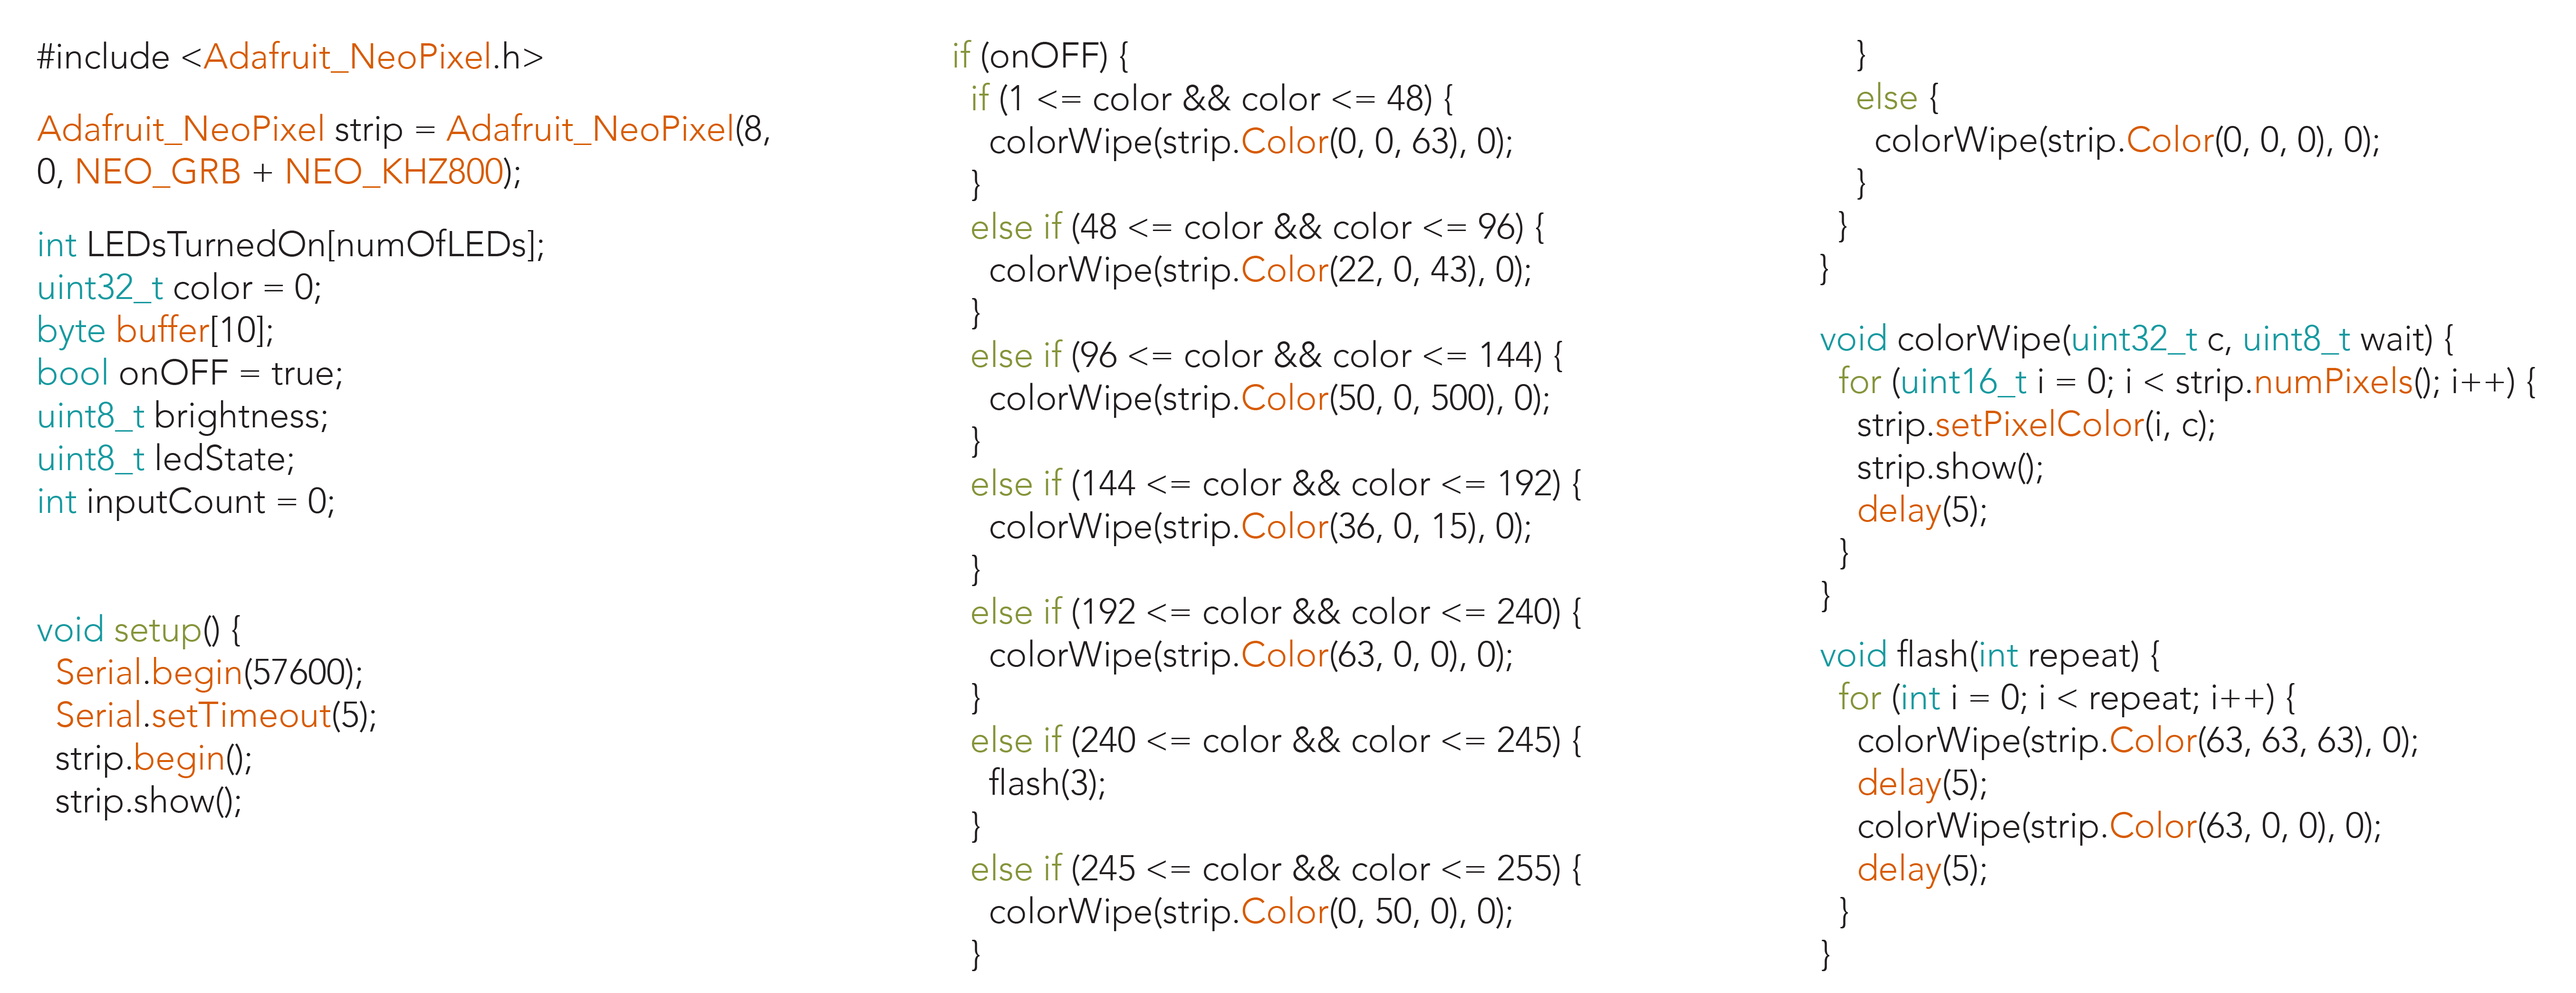 #include <Adafruit_NeoPixel.h>
Adafruit_NeoPixel strip = Adafruit_NeoPixel(8,
0, NEO_GRB + NEO_KHZ800);
int LEDsTurnedOn[numOfLEDs];
uint32_t color = 0;
byte buffer[10];
bool onOFF = true;
uint8_t brightness;
uint8_t ledState;
int inputCount = 0;
void setup() {
Serial.begin(57600);
Serial.setTimeout(5);
strip.begin();
strip.show();
if (onOFF) {
if (1 <= color && color <= 48) {
colorWipe(strip.Color(0, 0, 63), 0);
}
else if (48 <= color && color <= 96) {
colorWipe(strip.Color(22, 0, 43), 0);
}
else if (96 <= color && color <= 144) {
colorWipe(strip.Color(50, 0, 500), 0);
}
else if (144 <= color && color <= 192) {
colorWipe(strip.Color(36, 0, 15), 0);
}
else if (192 <= color && color <= 240) {
colorWipe(strip.Color(63, 0, 0), 0);
}
else if (240 <= color && color <= 245) {
flash(3);
}
else if (245 <= color && color <= 255) {
colorWipe(strip.Color(0, 50, 0), 0);
}
}
else {
colorWipe(strip.Color(0, 0, 0), 0);
}
}
}
void colorWipe(uint32_t c, uint8_t wait) {
for (uint16_t i = 0; i < strip.numPixels(); i++) {
strip.setPixelColor(i, c);
strip.show();
delay(5);
}
}
void flash(int repeat) {
for (int i = 0; i < repeat; i++) {
colorWipe(strip.Color(63, 63, 63), 0);
delay(5);
colorWipe(strip.Color(63, 0, 0), 0);
delay(5);
}
}